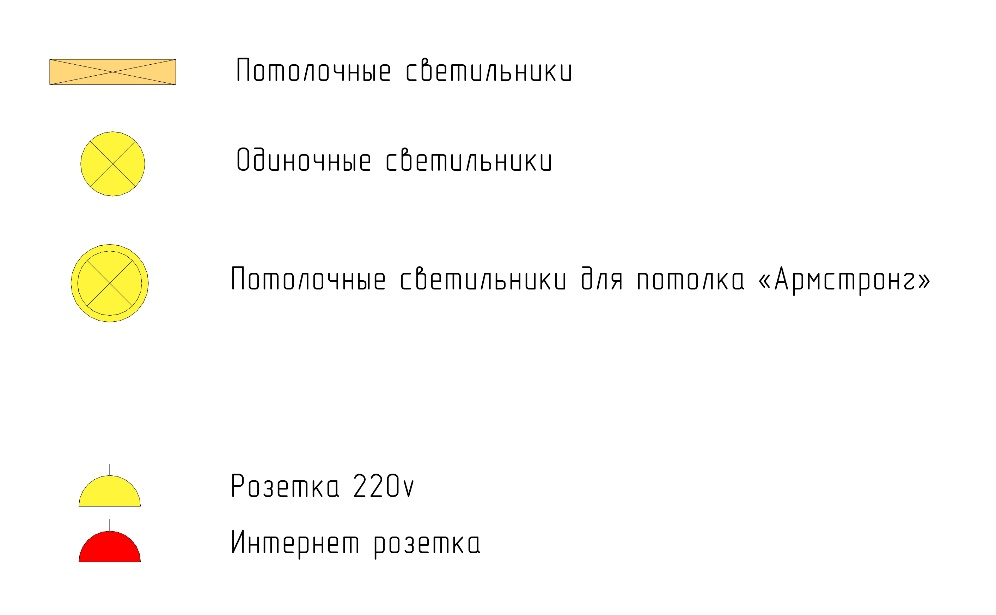 Потолочные светильники
Одиночные светильники
Потолочные светильники для потолка «Армстронг»
Розетка 220v
Интернет розетка